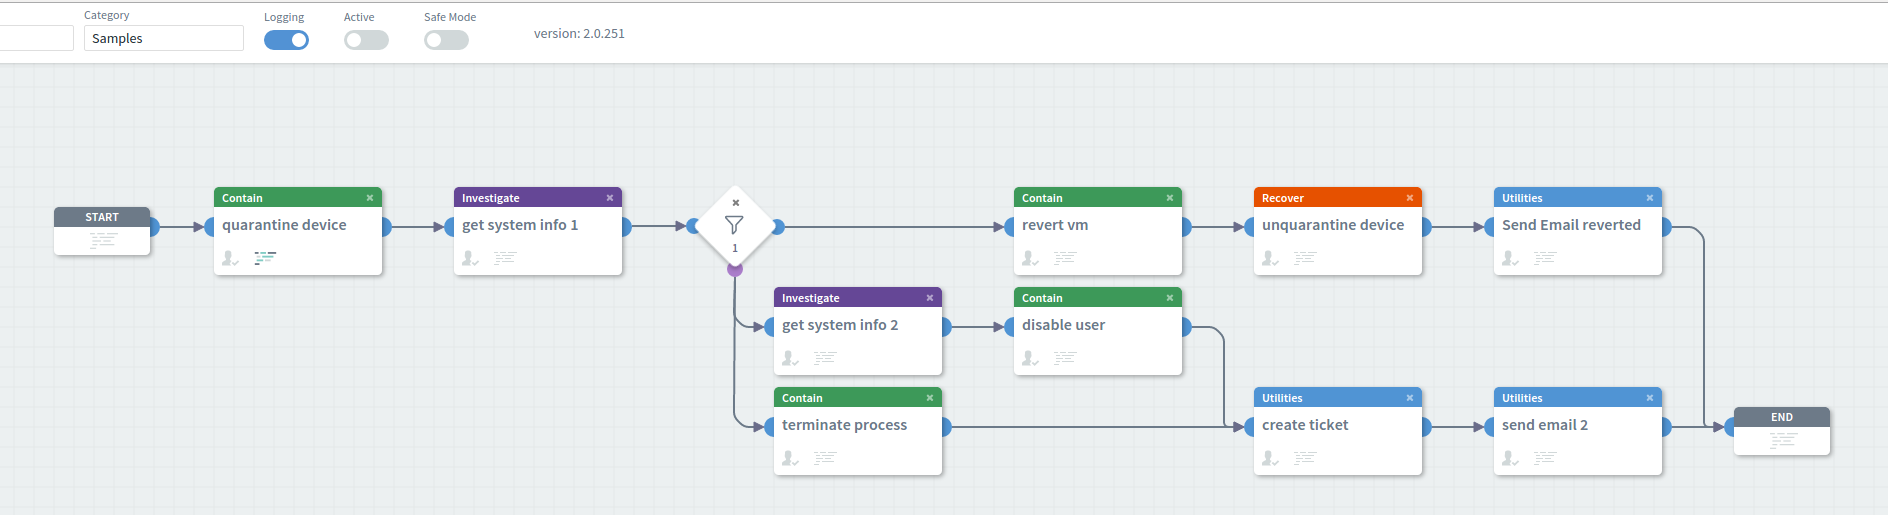 Category
Logging
Active
Safe Mode
Samples
version: 2.0.251
START
Contain
quarantine device
Investigate
get system info 1
1
Contain
revert vm
Recover
unquarantine device
Utilities
Send Email reverted
Investigate
get system info 2
Contain
disable user
Contain
terminate process
Utilities
create ticket
Utilities
send email 2
END